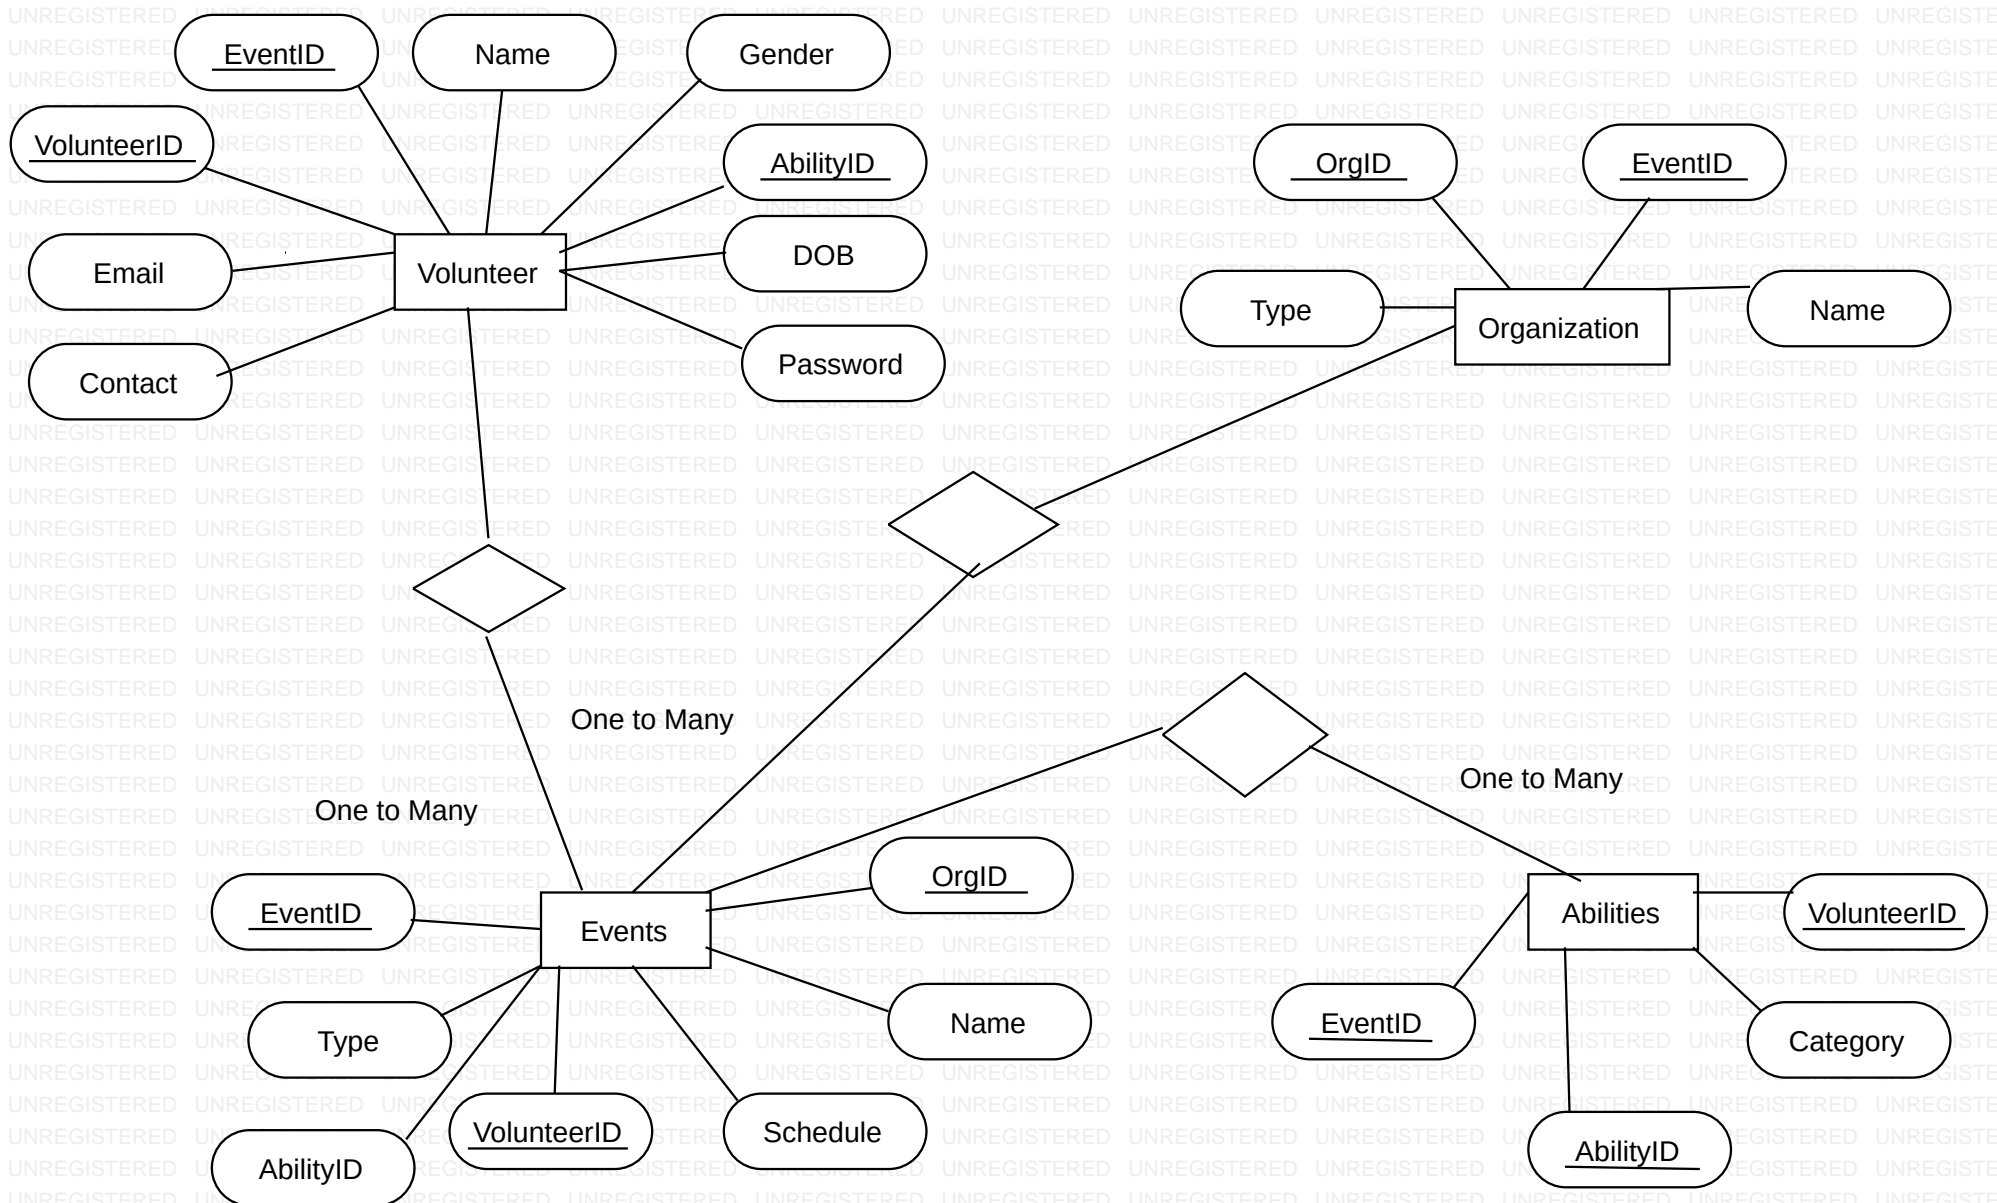 EventID
Name
Gender
VolunteerID
AbilityID
OrgID
EventID
DOB
Email
Volunteer
Type
Name
Organization
Password
Contact
One to Many
One to Many
One to Many
OrgID
EventID
Events
Abilities
VolunteerID
Name
EventID
Type
Category
VolunteerID
Schedule
AbilityID
AbilityID
UNREGISTERED